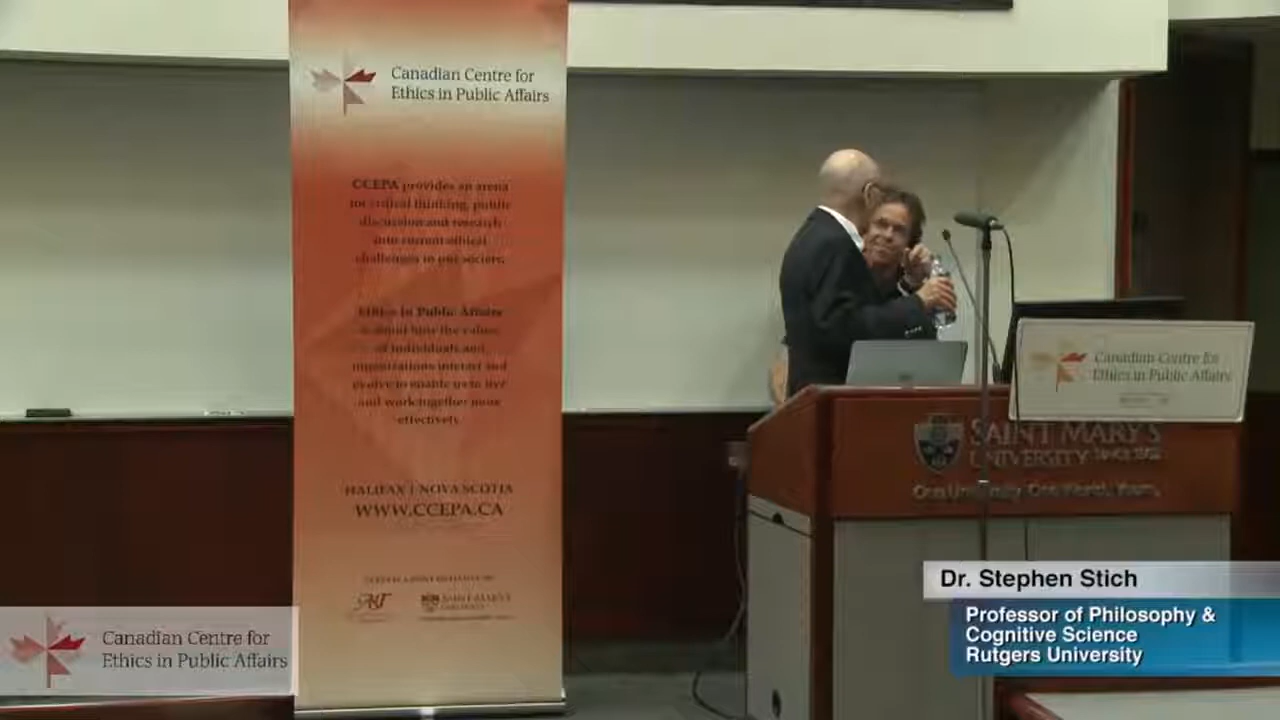 Canadian Centre for
Ethics in Public Affairs
CCEPA provides an arena
for critical thinking, public
discussion and research
into current ethical
challenges in our society.
Ethics in Public Affairs
is about how the values
of individuals and
organizations interact and
evolve to enable us to live
and work together more
effectively.
HALIFAX | NOVA SCOTIA
WWW.CCEPA.CA
SAINT MARY'S
Canadian Centre for
Ethics in Public Affairs
SAINT MARY'S
UNIVERSITY SINCE 1802
One University. One World. Yours.
Dr. Stephen Stich
Professor of Philosophy &
Cognitive Science
Rutgers University
Canadian Centre for
Ethics in Public Affairs